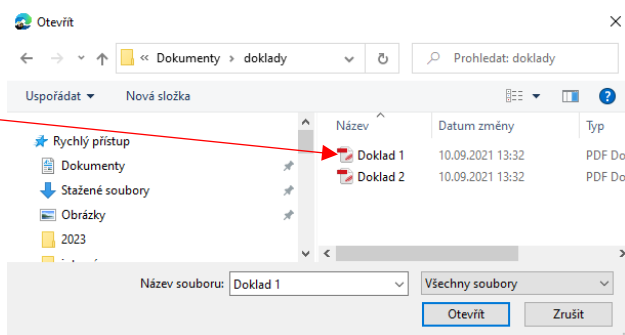 Otevřít
« Dokumenty › doklady
Prohledat: doklady
Uspořádat
Nová složka
Název
Datum změny
Typ
Rychlý přístup
Dokumenty
Doklad 1
10.09.2021 13:32
PDF Do
Stažené soubory
Doklad 2
10.09.2021 13:32
PDF Do
Obrázky
2023
Název souboru:
Doklad 1
Všechny soubory
Otevřít
Zrušit